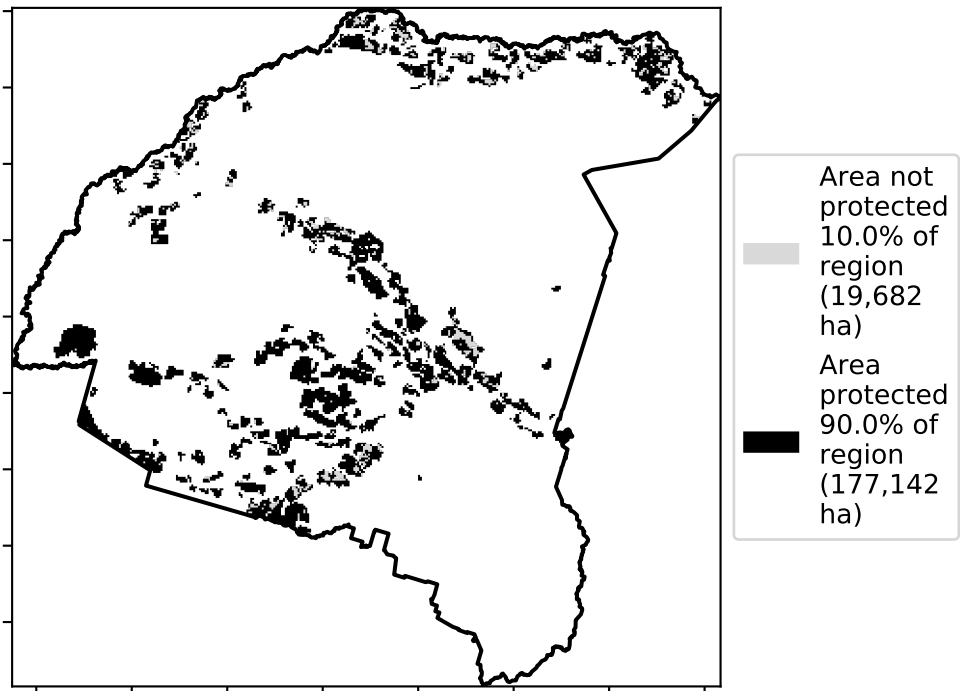 Area not
protected
10.0% of
region
(19,682
ha)
Area
protected
90.0% of
region
(177,142
ha)